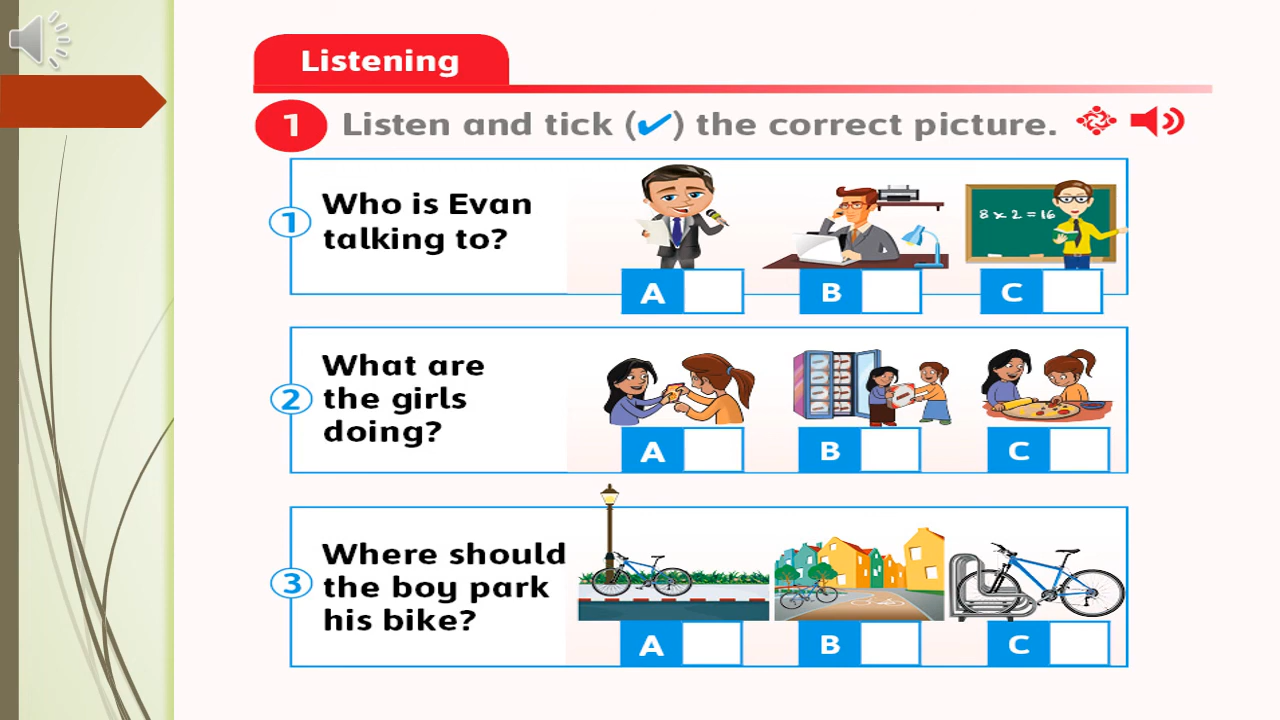 Listening
1 Listen and tick (✔) the correct picture.
1 Who is Evan
talking to?
8 x 2 = 16
A B C
2 What are
the girls
doing?
A B C
3 Where should
the boy park
his bike?
A B C